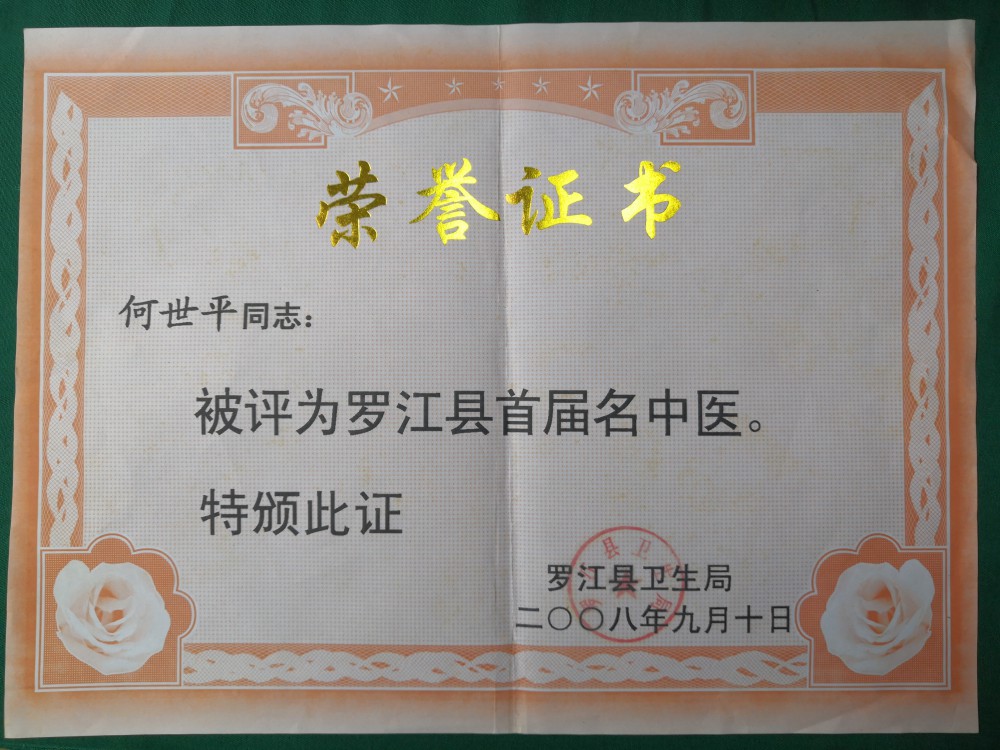 荣誉证书
何世平同志：
被评为罗江县首届名中医。
特颁此证
罗江县卫生局
二〇〇八年九月十日